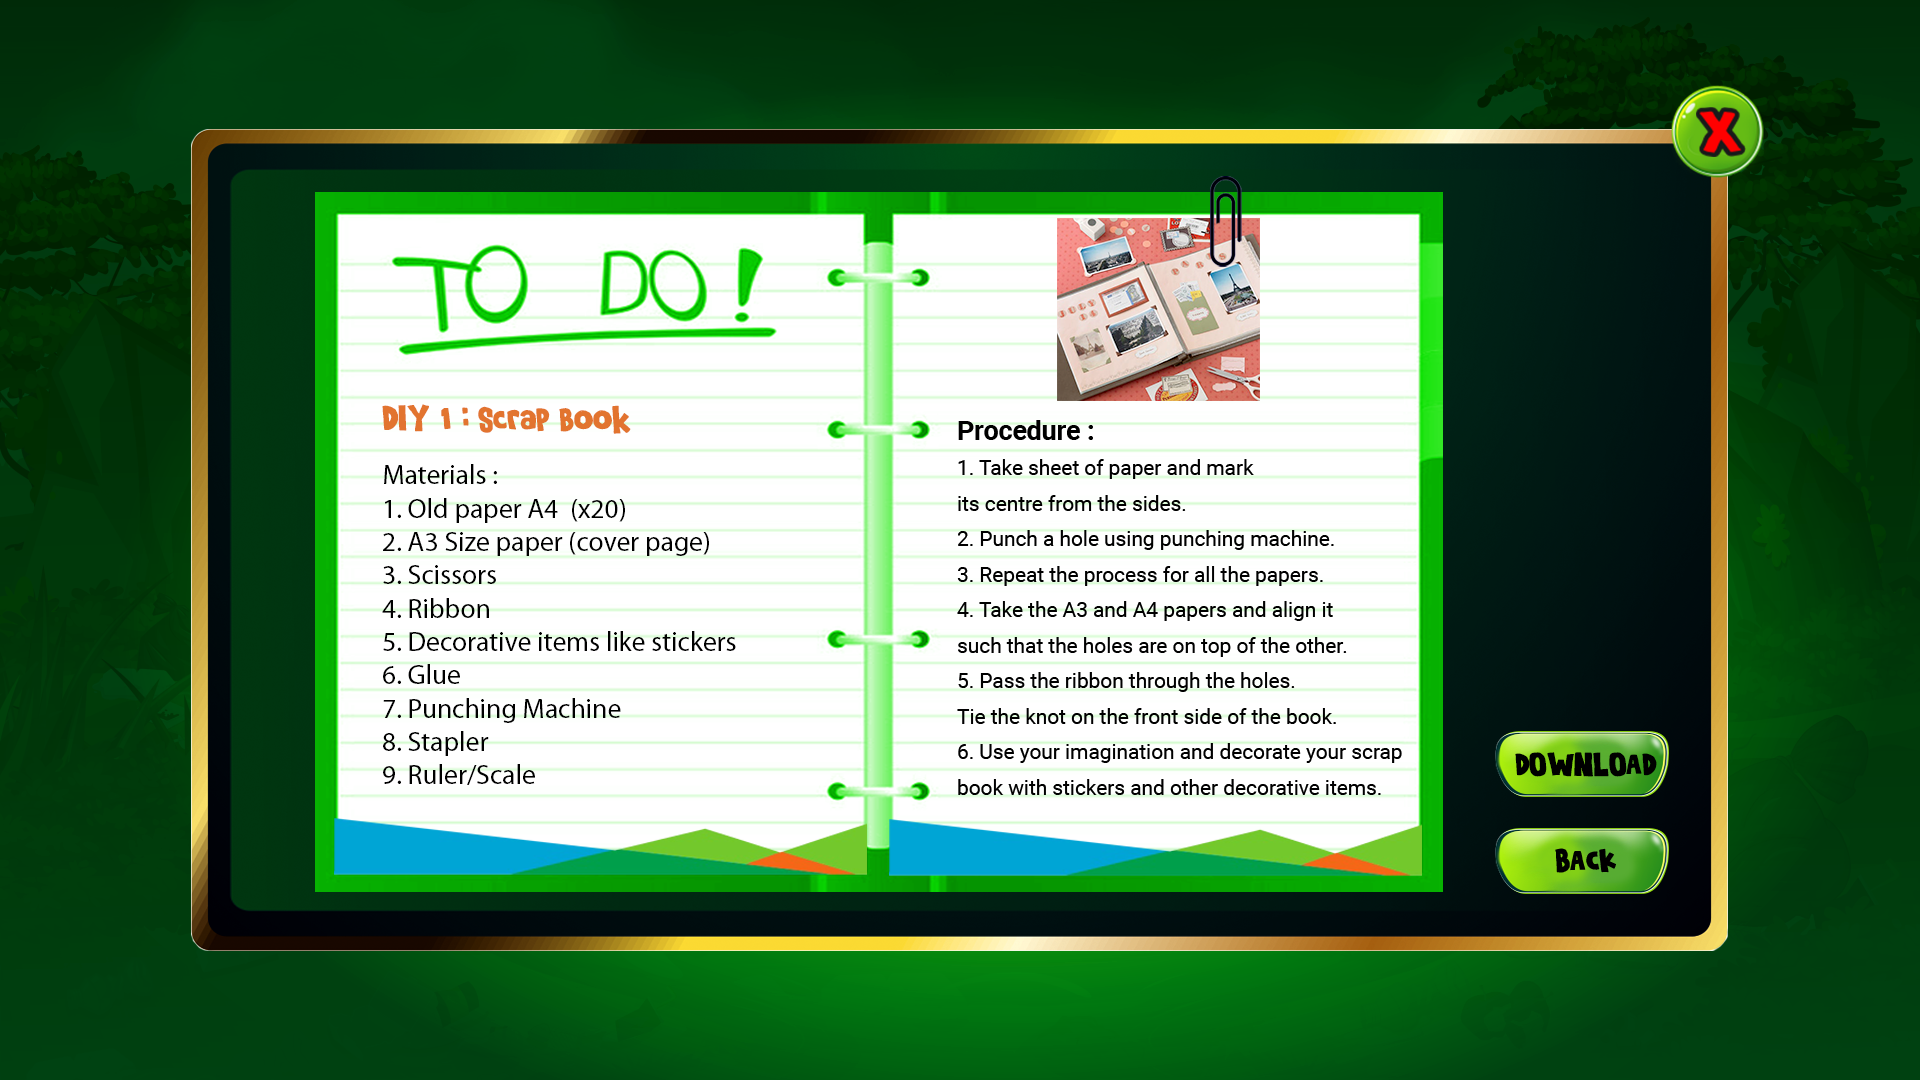 X
TO DO!
DIY 1 : Scrap Book
Materials :
1. Old paper A4 (x20)
2. A3 Size paper (cover page)
3. Scissors
4. Ribbon
5. Decorative items like stickers
6. Glue
7. Punching Machine
8. Stapler
9. Ruler/Scale
Procedure :
1. Take sheet of paper and mark
its centre from the sides.
2. Punch a hole using punching machine.
3. Repeat the process for all the papers.
4. Take the A3 and A4 papers and align it
such that the holes are on top of the other.
5. Pass the ribbon through the holes.
Tie the knot on the front side of the book.
6. Use your imagination and decorate your scrap
book with stickers and other decorative items.
DOWNLOAD
BACK